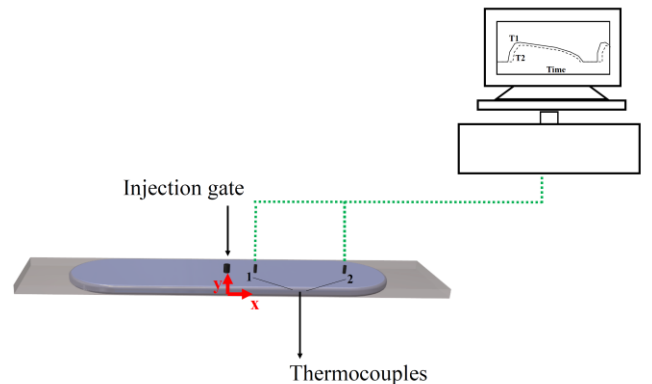 T1
T2
Time
Injection gate
1
2
y
x
Thermocouples